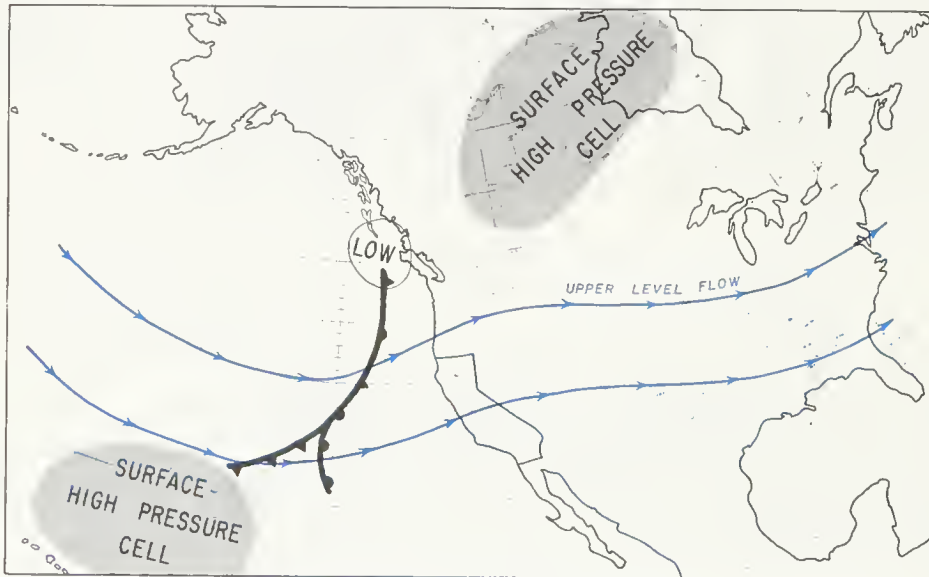 SURFACE
HIGH PRESSURE
CELL
LOW
UPPER LEVEL FLOW
SURFACE-
HIGH PRESSURE
CELL